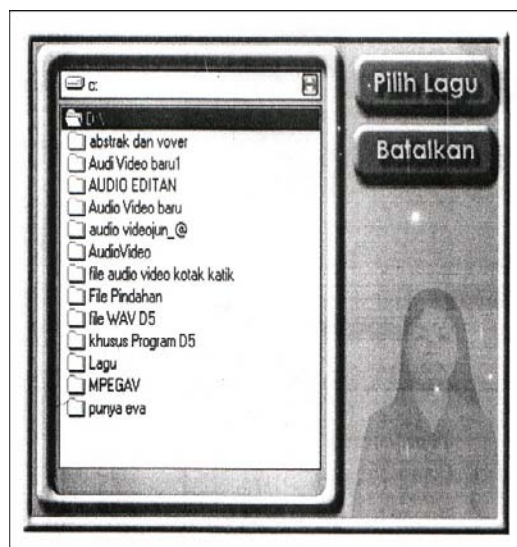 c:
Pilih Lagu
D:\
abstrak dan vover
Audi Video baru1
AUDIO EDITAN
Audio Video baru
audio videojun_@
AudioVideo
file audio video kotak katik
File Pindahan
file WAV D5
khusus Program D5
Lagu
MPEGAV
punya eva
Batalkan